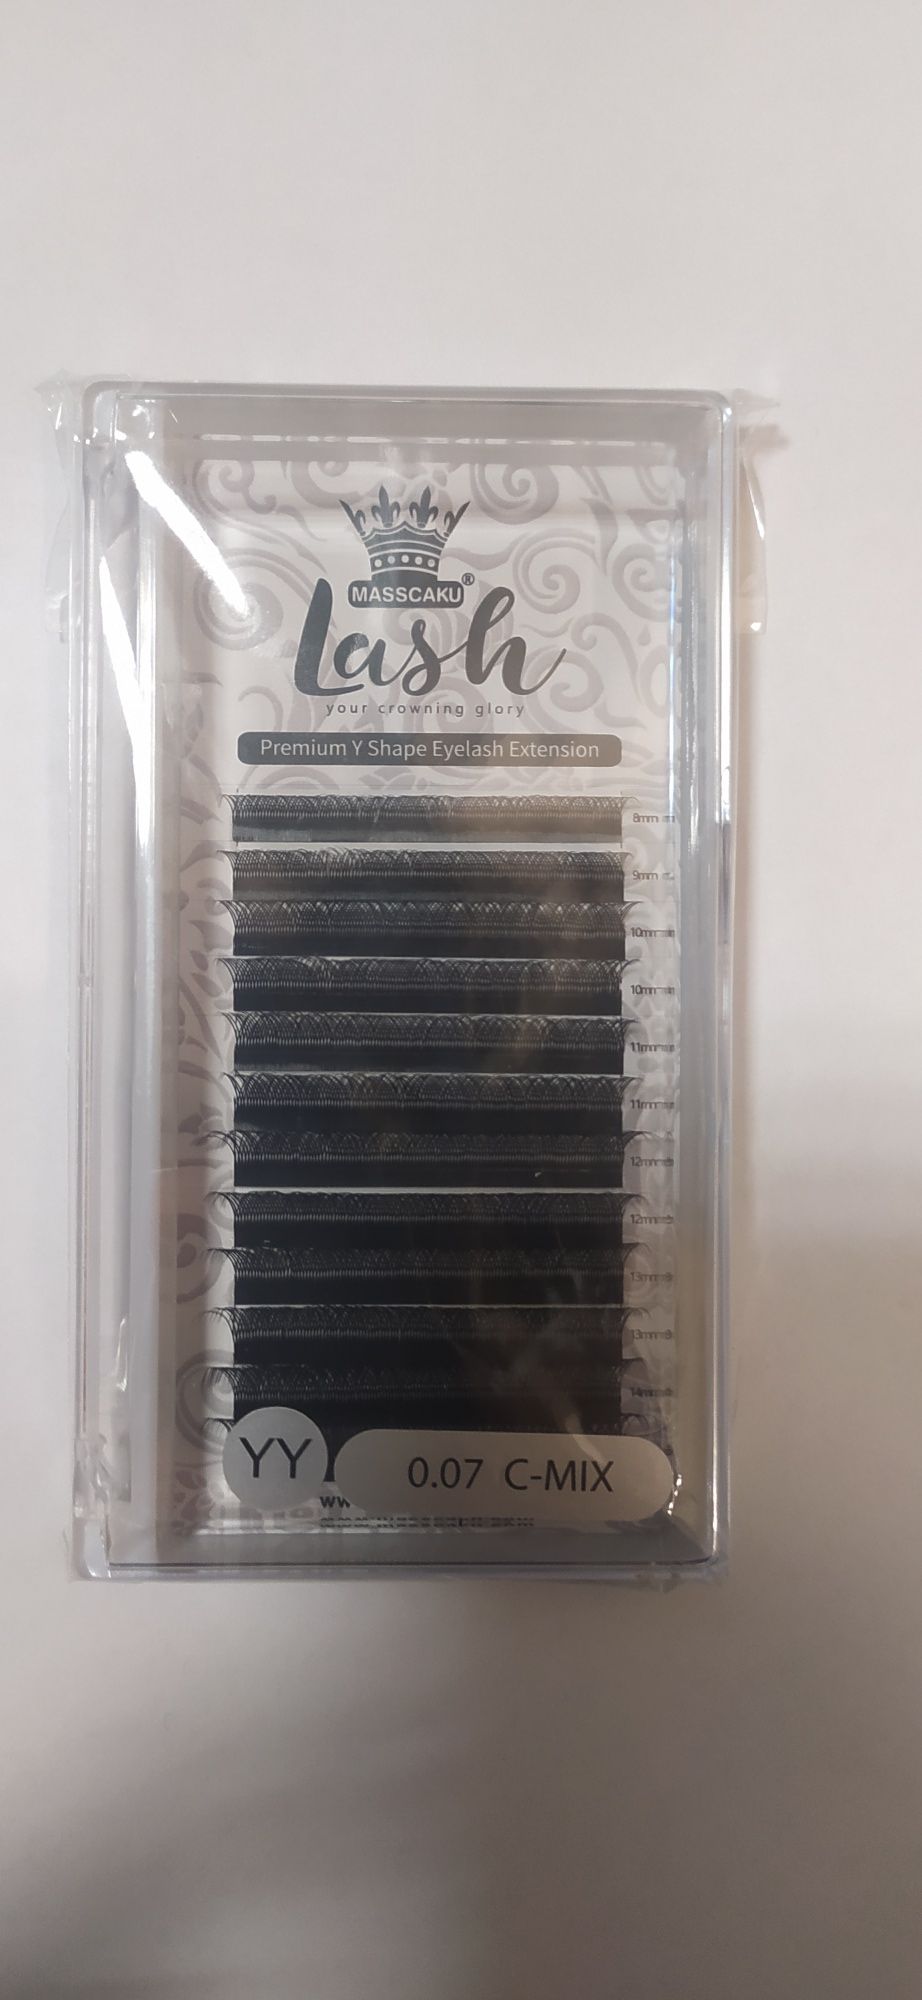 MASSCAKU®
Lash
your crowning glory
Premium Y Shape Eyelash Extension
8mm
9mm
10mm
10mm
11mm
11mm
12mm
12mm
13mm
13mm
14mm
YY
0.07 C-MIX